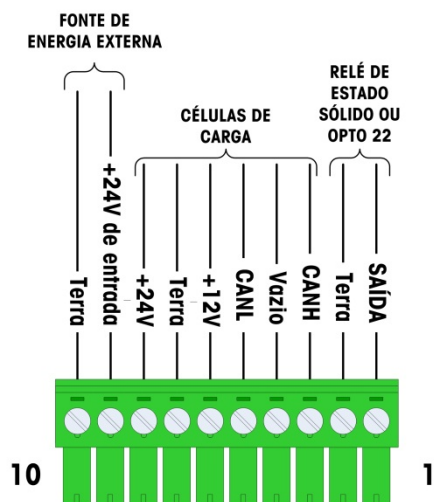 FONTE DE
ENERGIA EXTERNA
CÉLULAS DE
CARGA
RELÉ DE
ESTADO
SÓLIDO OU
OPTO 22
Terra
+24V de entrada
+24V
Terra
+12V
CANL
Vazio
CANH
Terra
SAÍDA
10
1